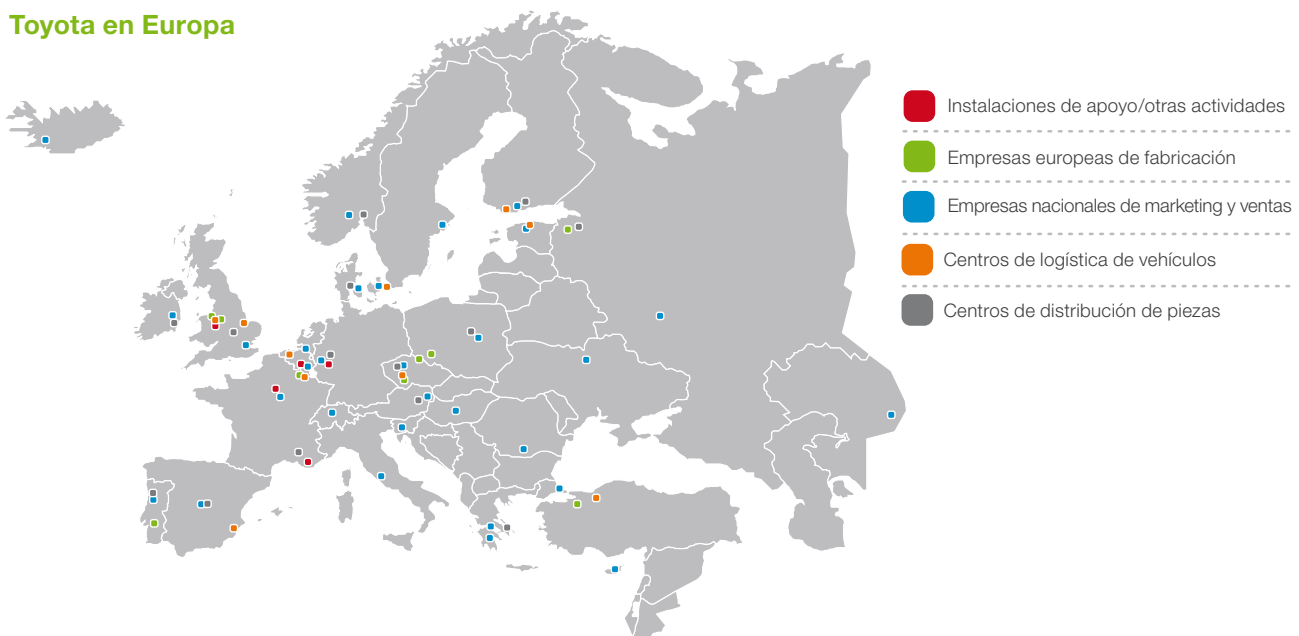 Toyota en Europa
Instalaciones de apoyo/otras actividades
Empresas europeas de fabricación
Empresas nacionales de marketing y ventas
Centros de logística de vehículos
Centros de distribución de piezas